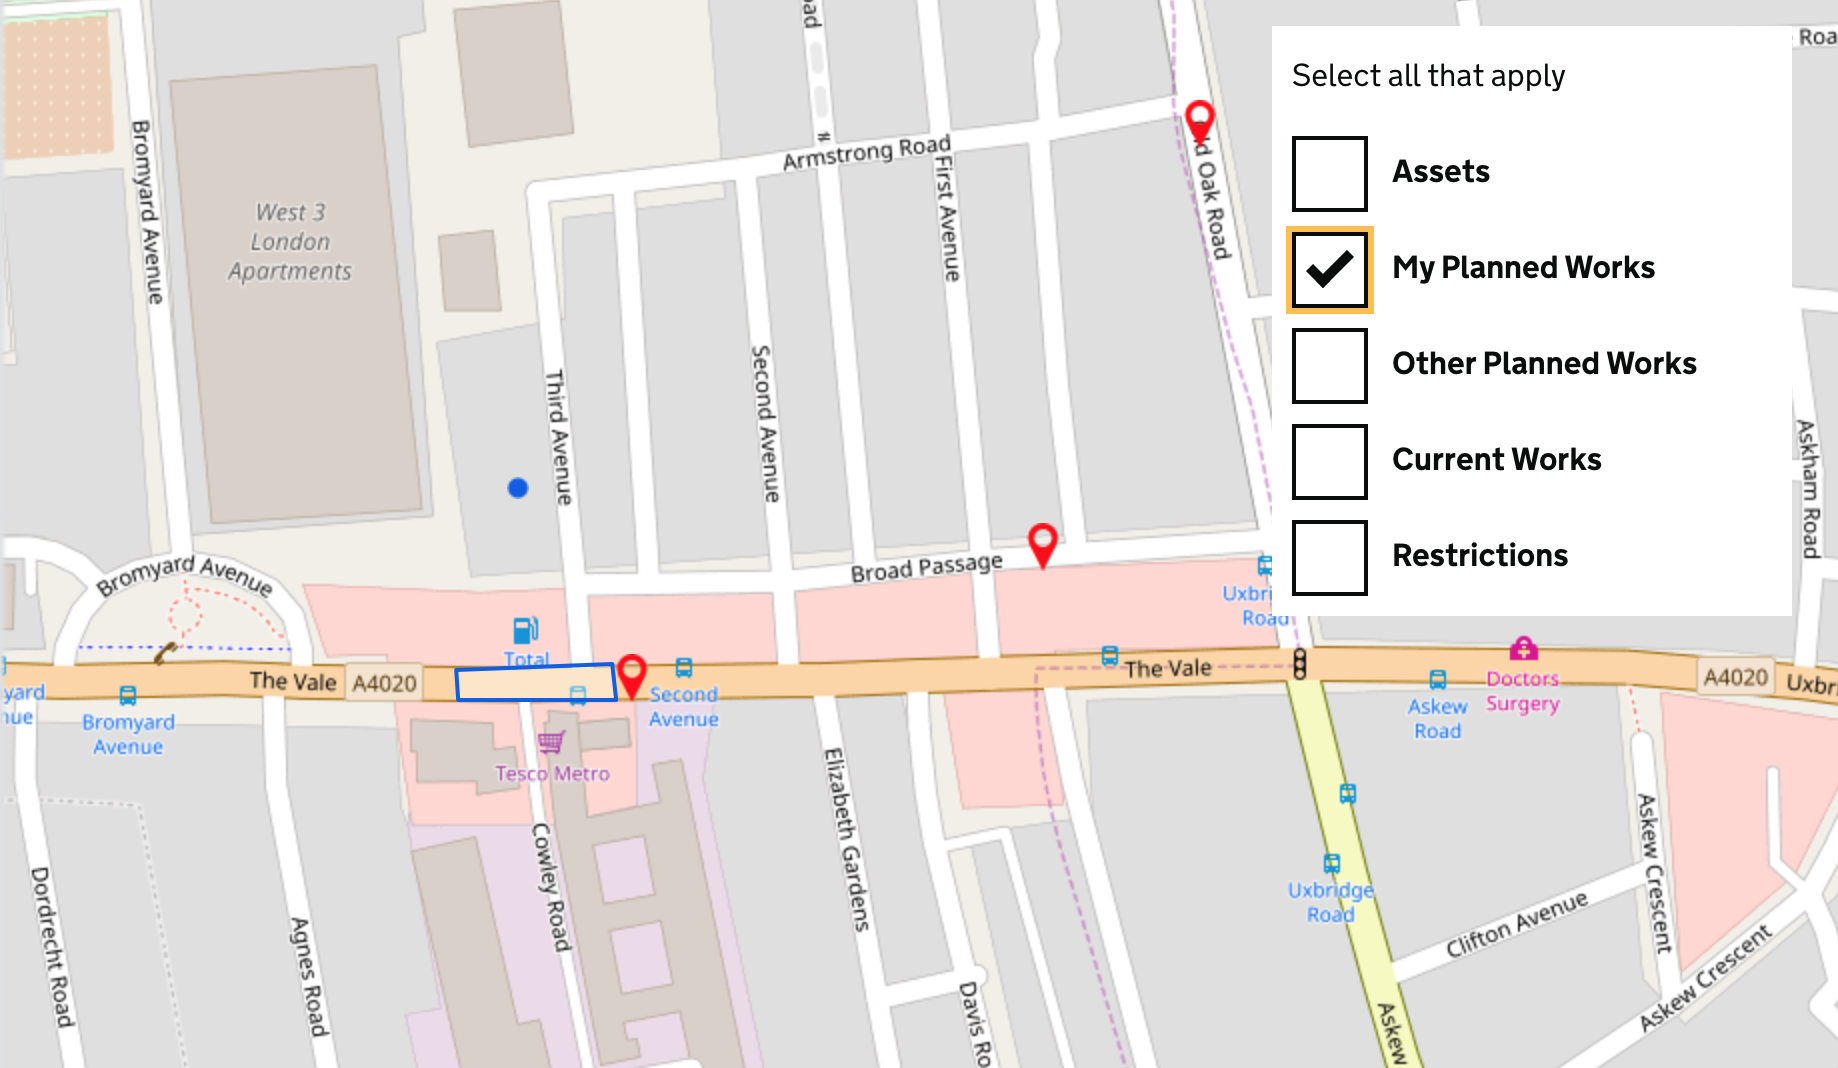 Select all that apply
Assets
My Planned Works
Other Planned Works
Current Works
Restrictions
Bromyard Avenue
West 3
London
Apartments
Armstrong Road
First Avenue
Oak Road
Third Avenue
Second Avenue
Askham Road
Broad Passage
Bromyard Avenue
Total
Road
The Vale
A4020
The Vale
A4020
Bromyard
Avenue
Second
Avenue
Askew
Road
Doctors
Surgery
Tesco Metro
Elizabeth Gardens
Cowley Road
Dordrecht Road
Agnes Road
Davis Ro
Uxbridge
Road
Clifton Avenue
Askew Crescent
Askew Crescent
Askew